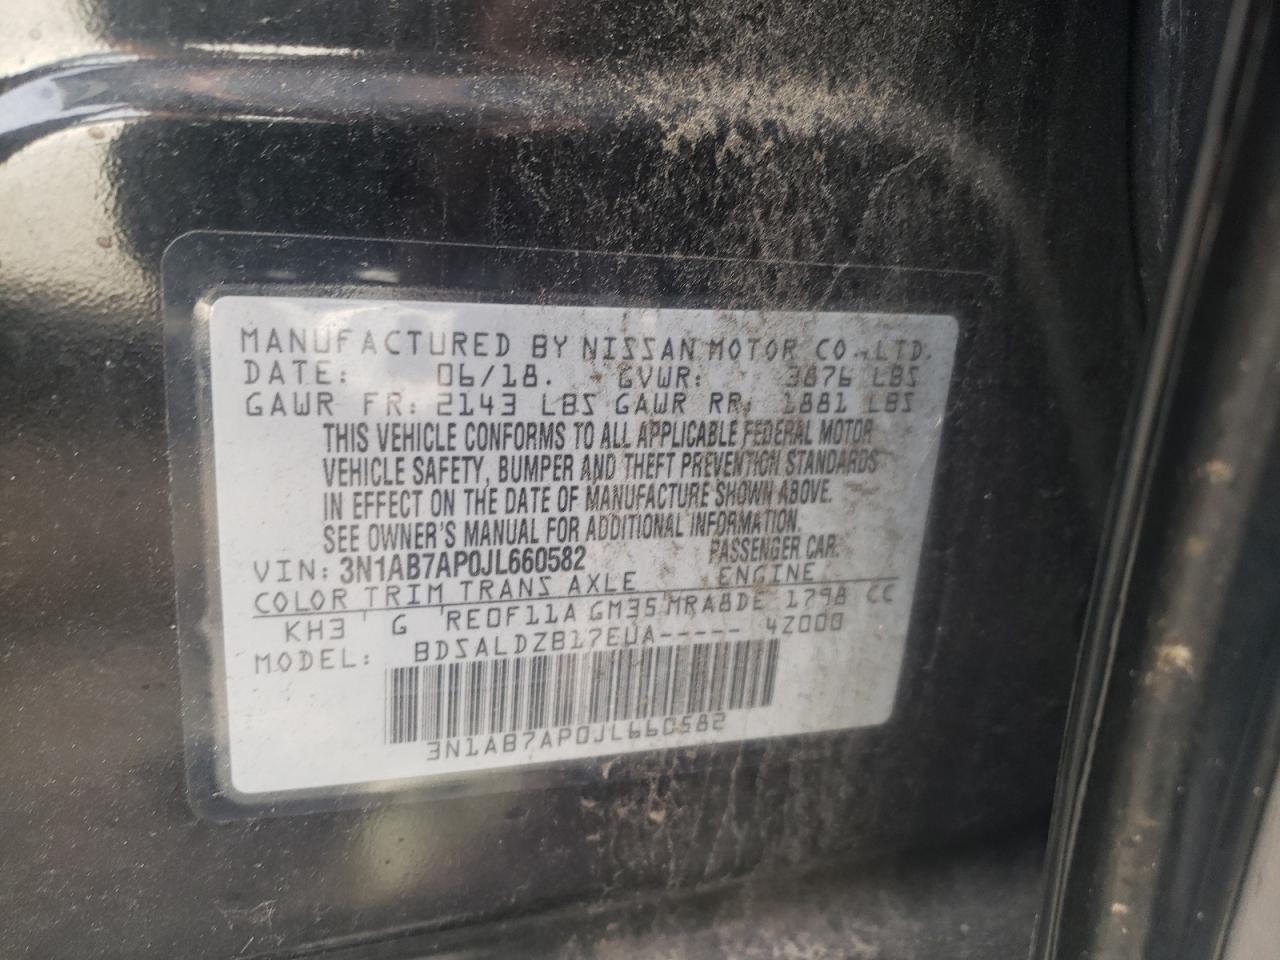 MANUFACTURED BY NISSAN MOTOR CO.,LTD.
DATE: 06/18. GVWR: 3876 LBS
GAWR FR: 2143 LBS GAWR RR: 1881 LBS
THIS VEHICLE CONFORMS TO ALL APPLICABLE FEDERAL MOTOR
VEHICLE SAFETY, BUMPER AND THEFT PREVENTION STANDARDS
IN EFFECT ON THE DATE OF MANUFACTURE SHOWN ABOVE.
SEE OWNER'S MANUAL FOR ADDITIONAL INFORMATION.
VIN: 3N1AB7AP0JL660582 PASSENGER CAR.
COLOR TRIM TRANS AXLE ENGINE
KH3 G RE0F11A GM35 MRA8DE 1798 CC
MODEL: BDSALDZB17EUA----- 4Z000
3N1AB7AP0JL660582